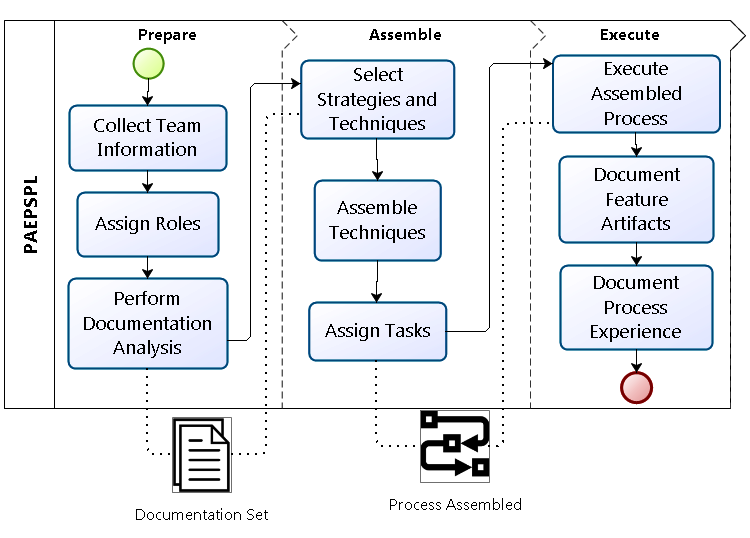 Prepare
Assemble
Execute
PAEPSPL
Collect Team
Information
Assign Roles
Perform
Documentation
Analysis
Select
Strategies and
Techniques
Assemble
Techniques
Assign Tasks
Execute
Assembled
Process
Document
Feature
Artifacts
Document
Process
Experience
Documentation Set
Process Assembled